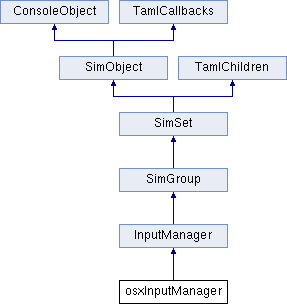 ConsoleObject TamlCallbacks
SimObject TamlChildren
SimSet
SimGroup
InputManager
osxInputManager